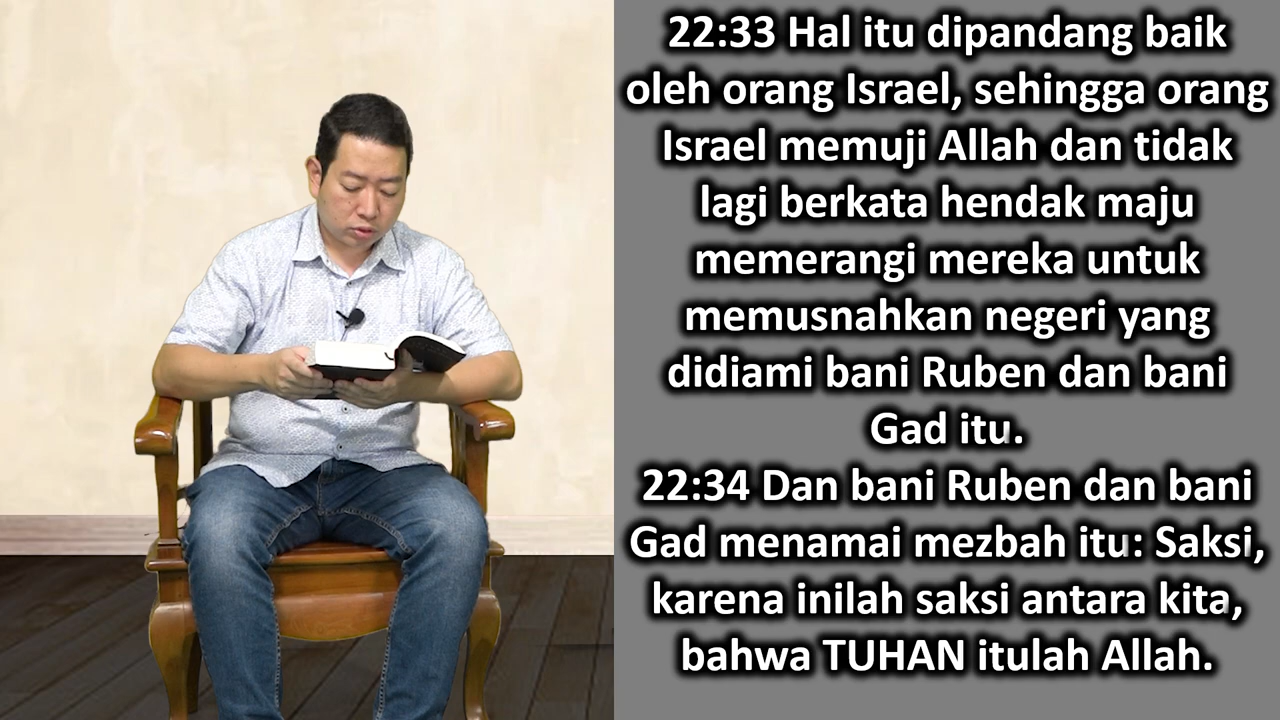 22:33 Hal itu dipandang baik
oleh orang Israel, sehingga orang
Israel memuji Allah dan tidak
lagi berkata hendak maju
memerangi mereka untuk
memusnahkan negeri yang
didiami bani Ruben dan bani
Gad itu.
22:34 Dan bani Ruben dan bani
Gad menamai mezbah itu: Saksi,
karena inilah saksi antara kita,
bahwa TUHAN itulah Allah.